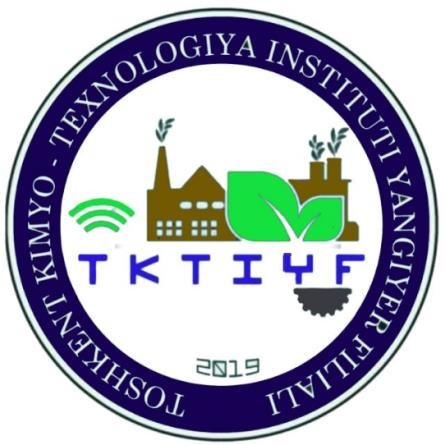 TOSHKENT KIMYO - TEXNOLOGIYA INSTITUTI YANGIYER FILIALI
TKTIYF
2019